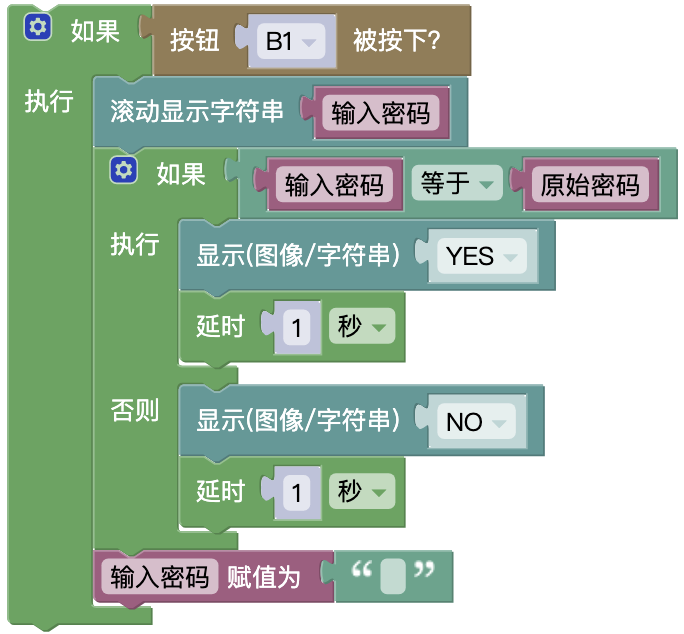 如果 按钮 B1 被按下?
执行 滚动显示字符串 输入密码
如果 输入密码 等于 原始密码
执行 显示(图像/字符串) YES
延时 1 秒
否则 显示(图像/字符串) NO
延时 1 秒
输入密码 赋值为 “ ”